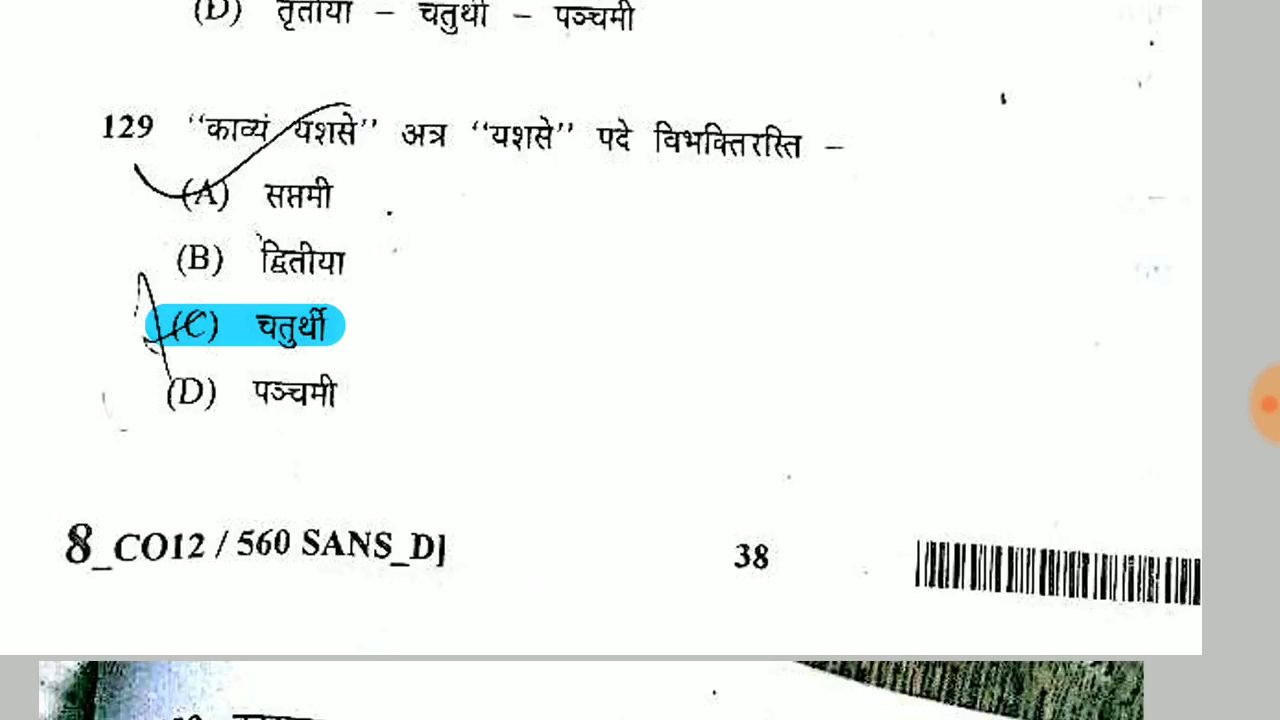 (D) तृतीया – चतुर्थी – पञ्चमी
129 “काव्यं यशसे” अत्र “यशसे” पदे विभक्तिरस्ति –
(A) सप्तमी
(B) द्वितीया
(C) चतुर्थी
(D) पञ्चमी
8_CO12 / 560 SANS_D]
38